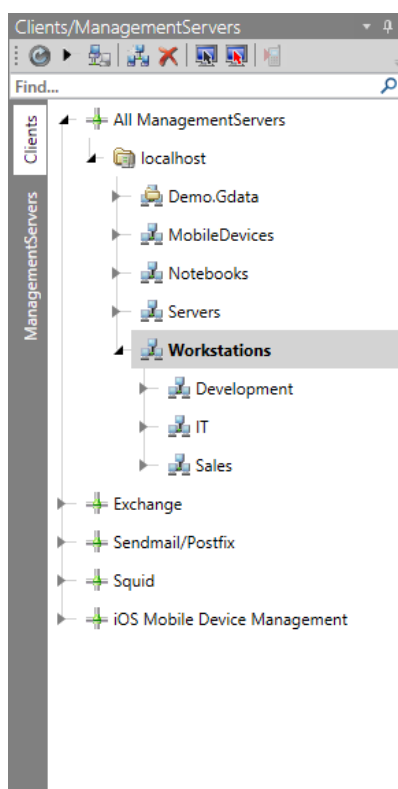 Clients/ManagementServers
Find...
Clients
ManagementServers
All ManagementServers
localhost
Demo.Gdata
MobileDevices
Notebooks
Servers
Workstations
Development
IT
Sales
Exchange
Sendmail/Postfix
Squid
iOS Mobile Device Management